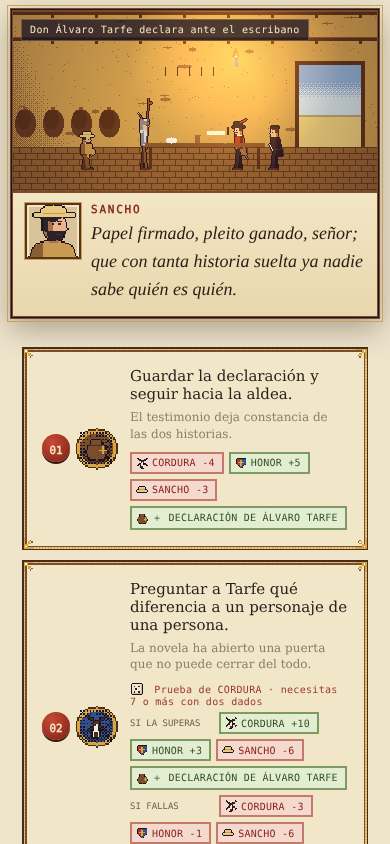 Don Álvaro Tarfe declara ante el escribano
SANCHO
Papel firmado, pleito ganado, señor;
que con tanta historia suelta ya nadie
sabe quién es quién.
01
Guardar la declaración y
seguir hacia la aldea.
El testimonio deja constancia de
las dos historias.
CORDURA -4 HONOR +5
SANCHO -3
+ DECLARACIÓN DE ÁLVARO TARFE
02
Preguntar a Tarfe qué
diferencia a un personaje de
una persona.
La novela ha abierto una puerta
que no puede cerrar del todo.
Prueba de CORDURA · necesitas
7 o más con dos dados
SI LA SUPERAS CORDURA +10
HONOR +3 SANCHO -6
+ DECLARACIÓN DE ÁLVARO TARFE
SI FALLAS CORDURA -3
HONOR -1 SANCHO -6